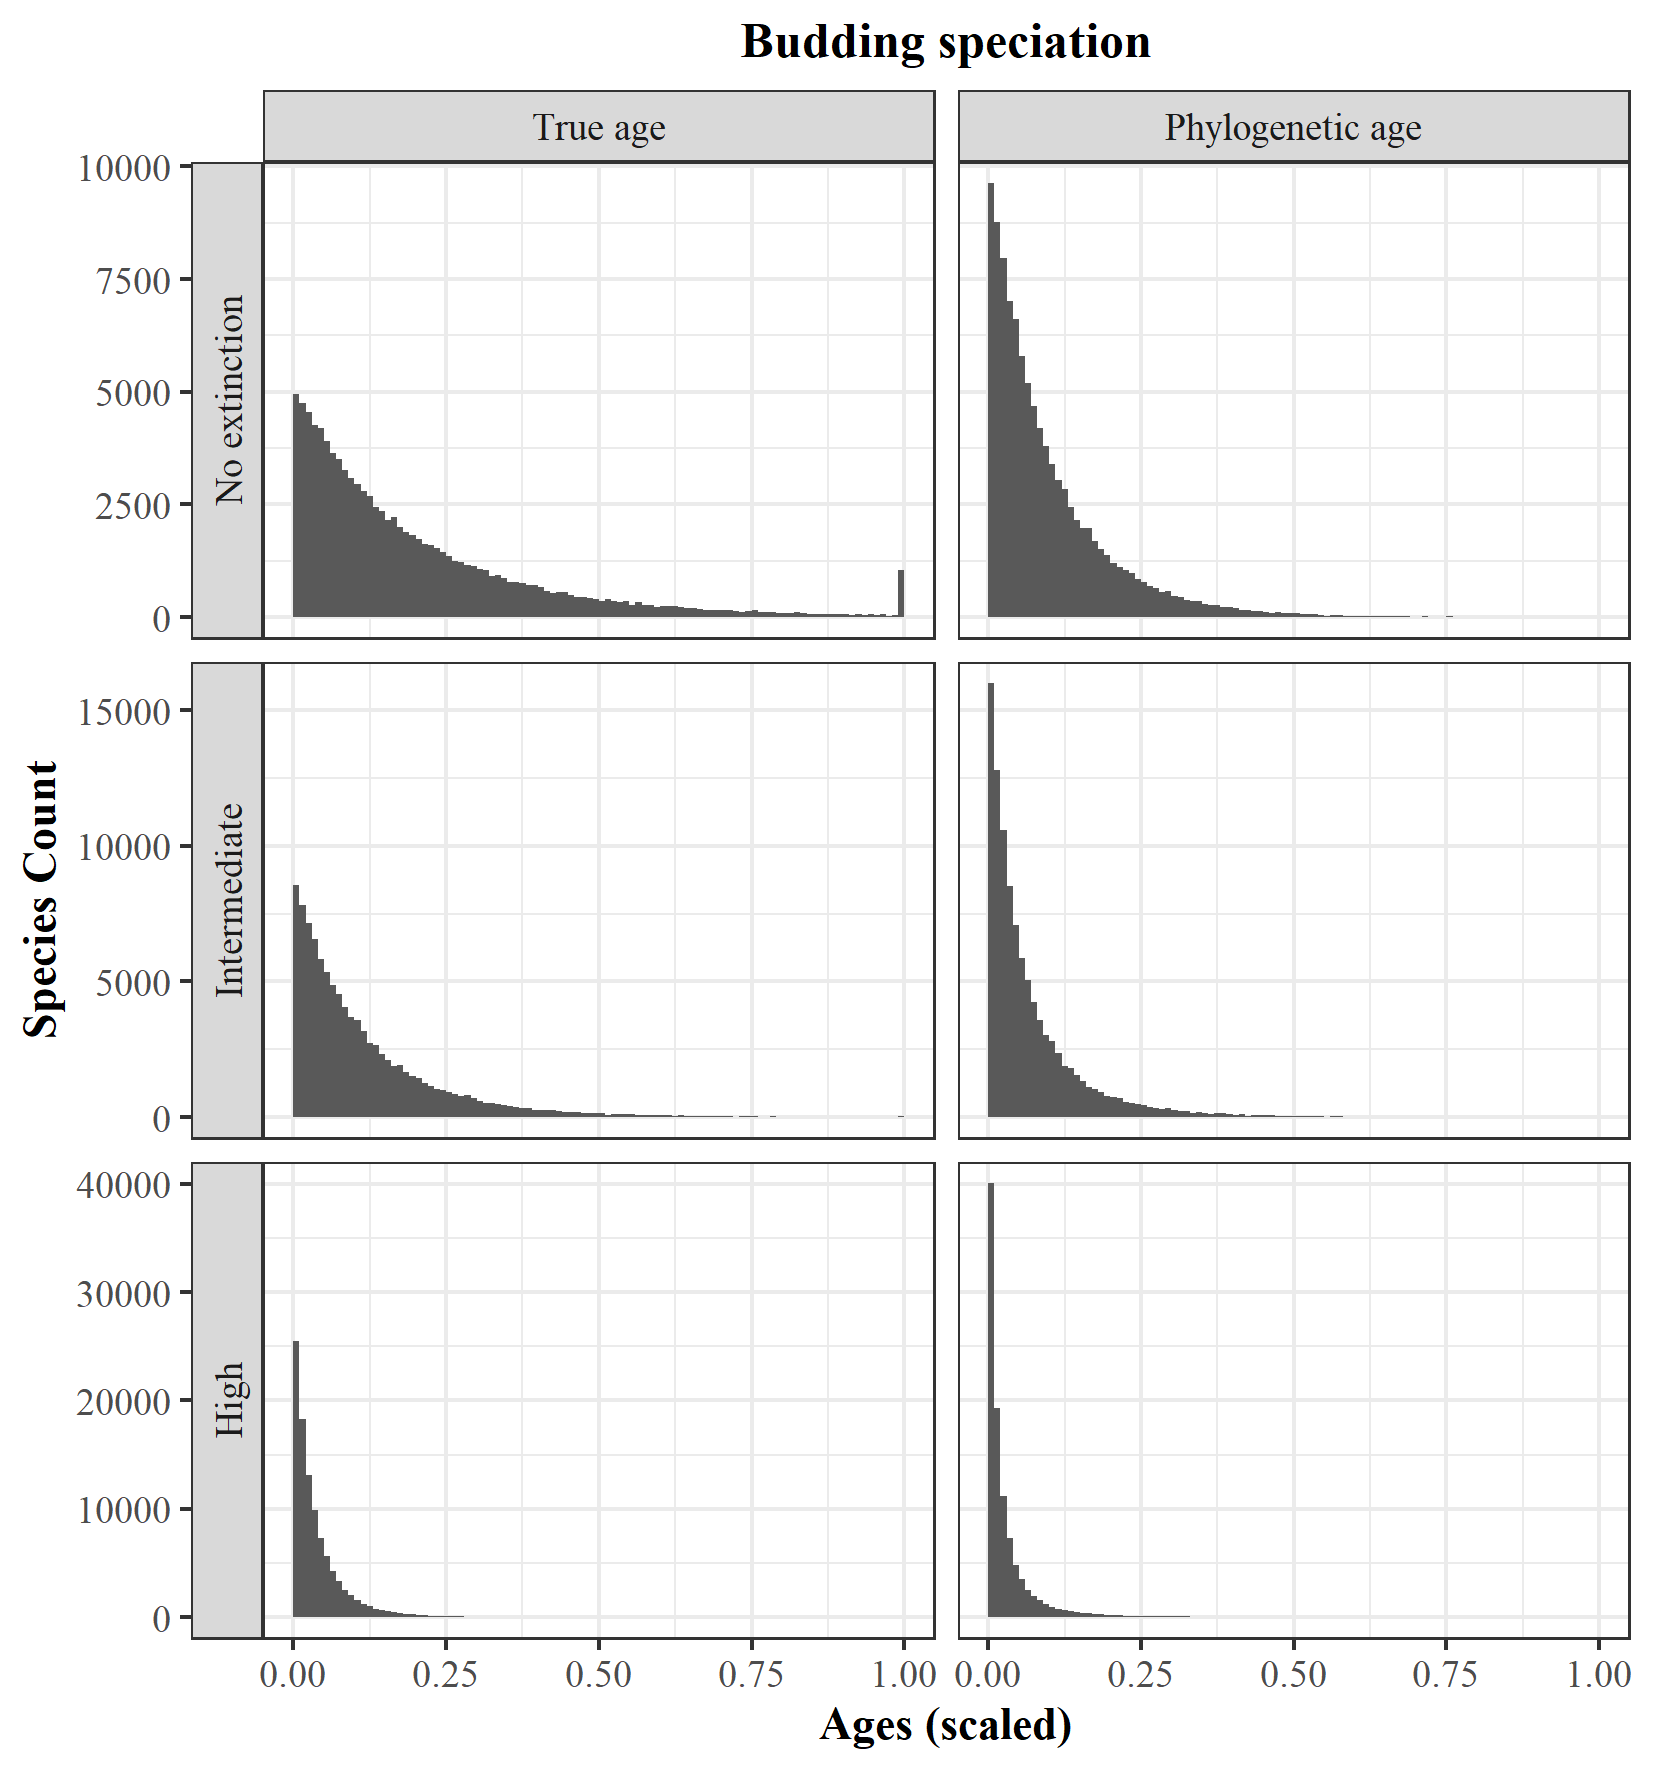 Budding speciation
True age
Phylogenetic age
10000
7500
5000
2500
0
No extinction
15000
10000
5000
0
Intermediate
40000
30000
20000
10000
0
High
Species Count
0.00 0.25 0.50 0.75 1.00
0.00 0.25 0.50 0.75 1.00
Ages (scaled)